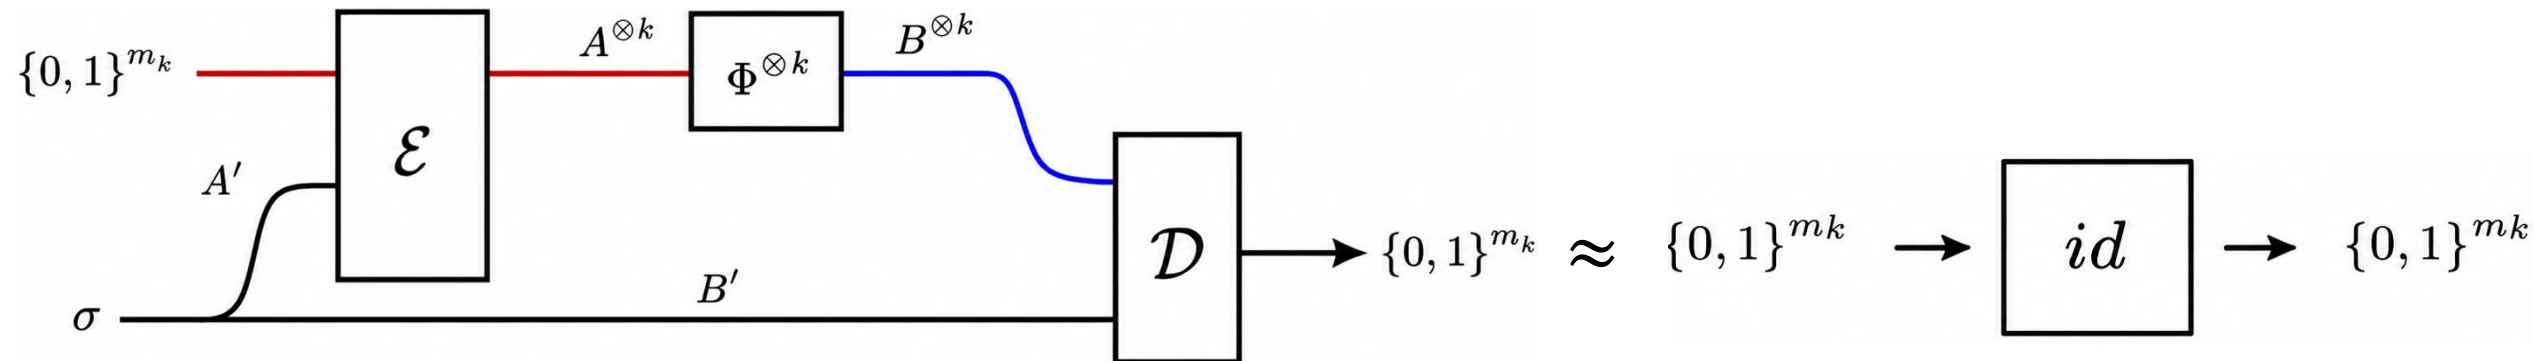 {0, 1}^{m_k}
ℰ
A^{⊗k}
Φ^{⊗k}
B^{⊗k}
A′
σ
B′
𝒟
{0, 1}^{m_k} ≈ {0, 1}^{mk}
id
{0, 1}^{mk}